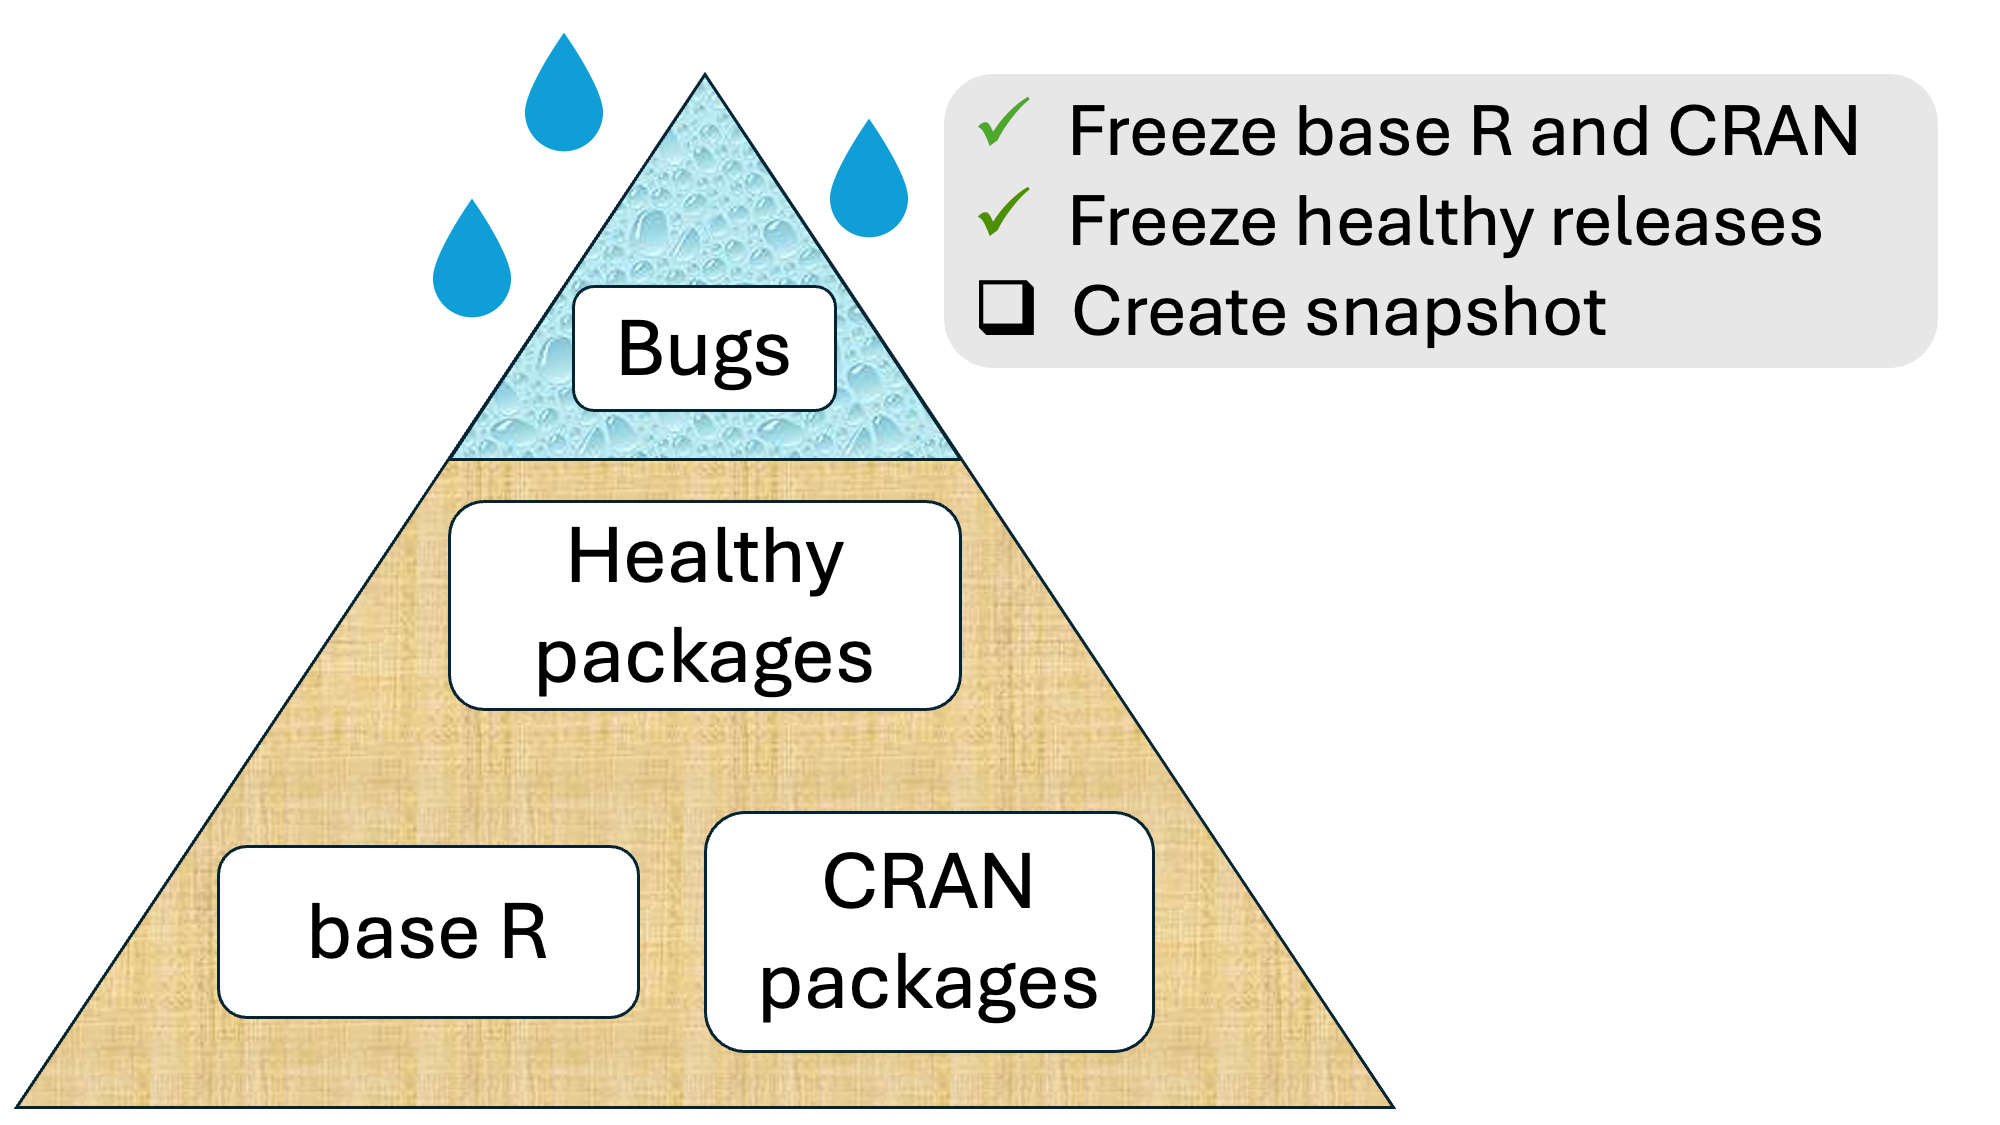 Freeze base R and CRAN
Freeze healthy releases
Create snapshot
Bugs
Healthy
packages
base R
CRAN
packages